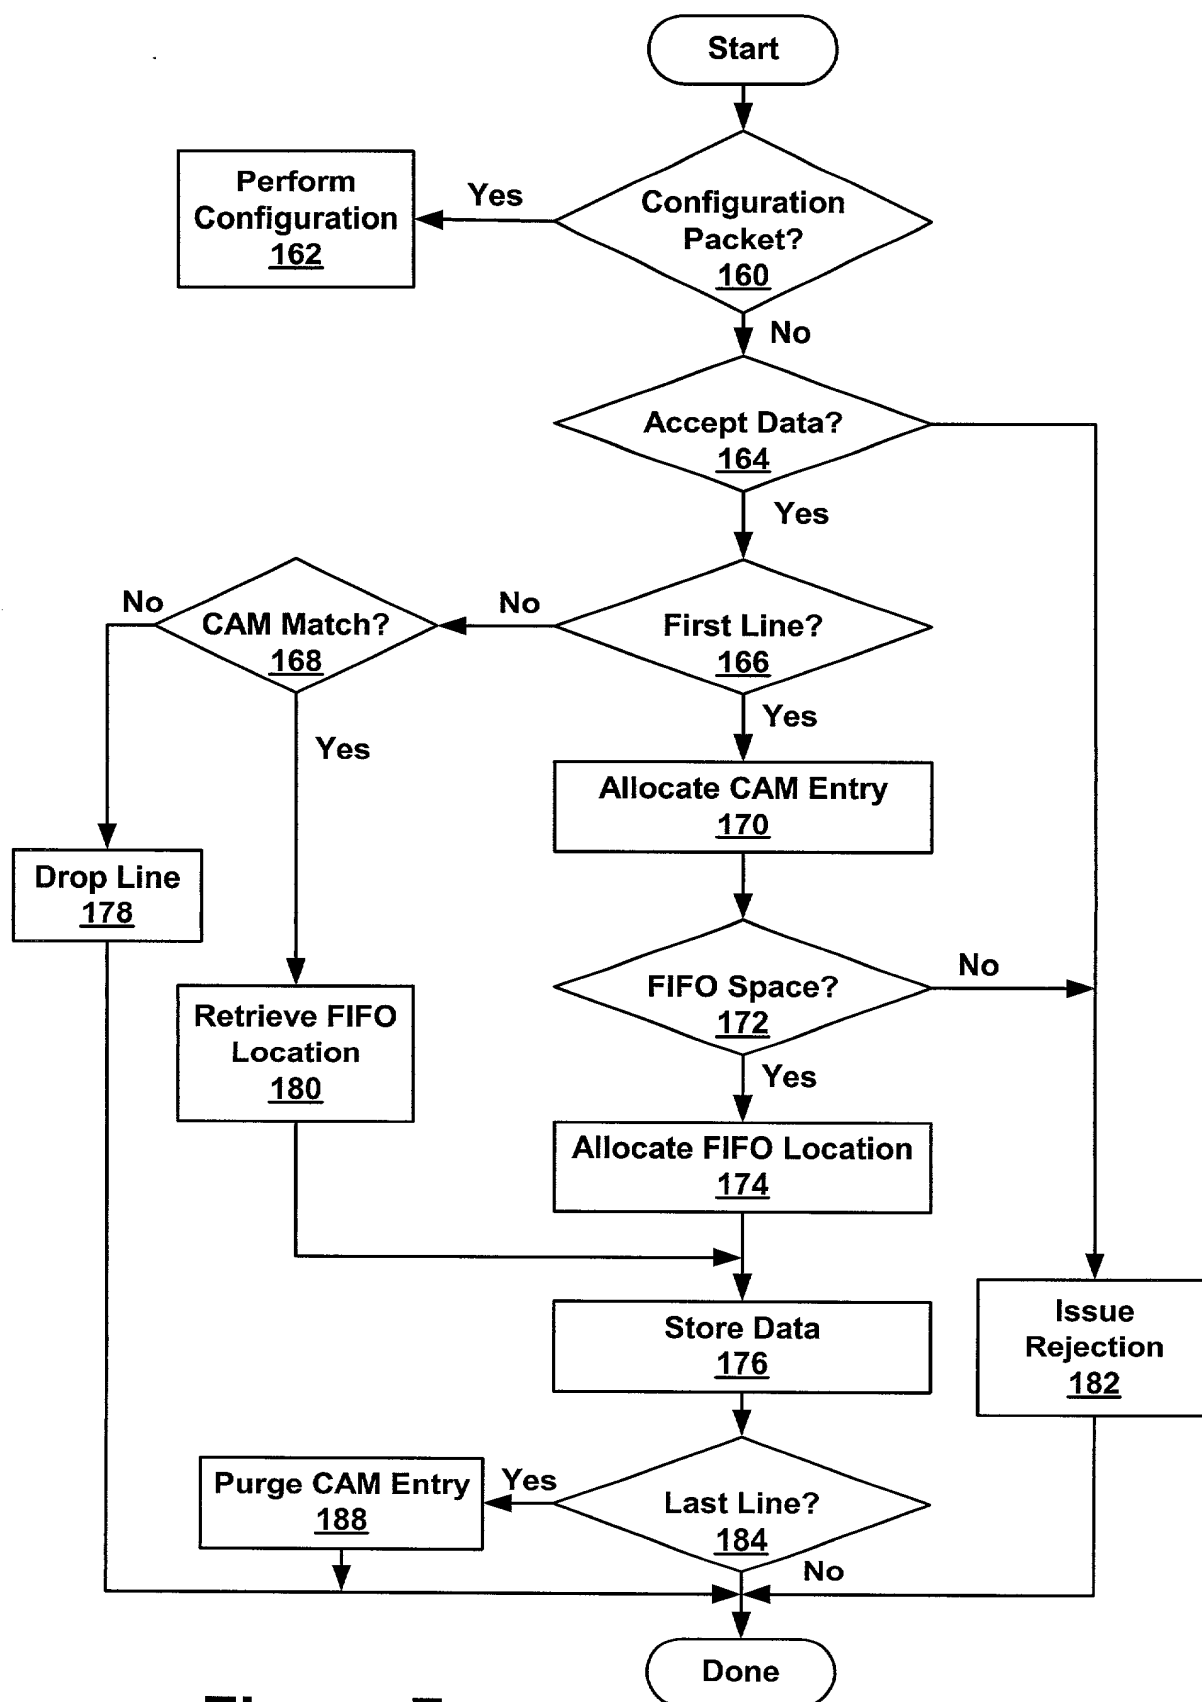 Start
Configuration
Packet?
160
Yes
Perform
Configuration
162
No
Accept Data?
164
Yes
First Line?
166
No
CAM Match?
168
No
Yes
Yes
Allocate CAM Entry
170
Drop Line
178
FIFO Space?
172
No
Retrieve FIFO
Location
180
Yes
Allocate FIFO Location
174
Store Data
176
Issue
Rejection
182
Last Line?
184
Yes
Purge CAM Entry
188
No
Done